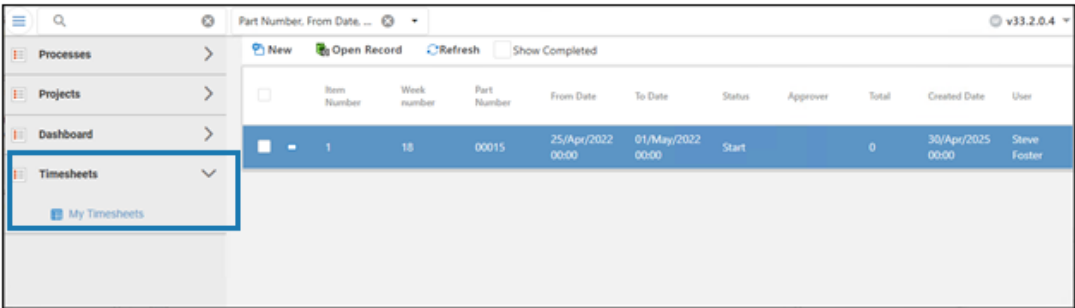 Part Number, From Date, ...
v33.2.0.4
Processes
Projects
Dashboard
Timesheets
My Timesheets
New Open Record Refresh Show Completed
Item Number Week number Part Number From Date To Date Status Approver Total Created Date User
1 18 00015 25/Apr/2022 00:00 01/May/2022 00:00 Start 0 30/Apr/2025 00:00 Steve Foster